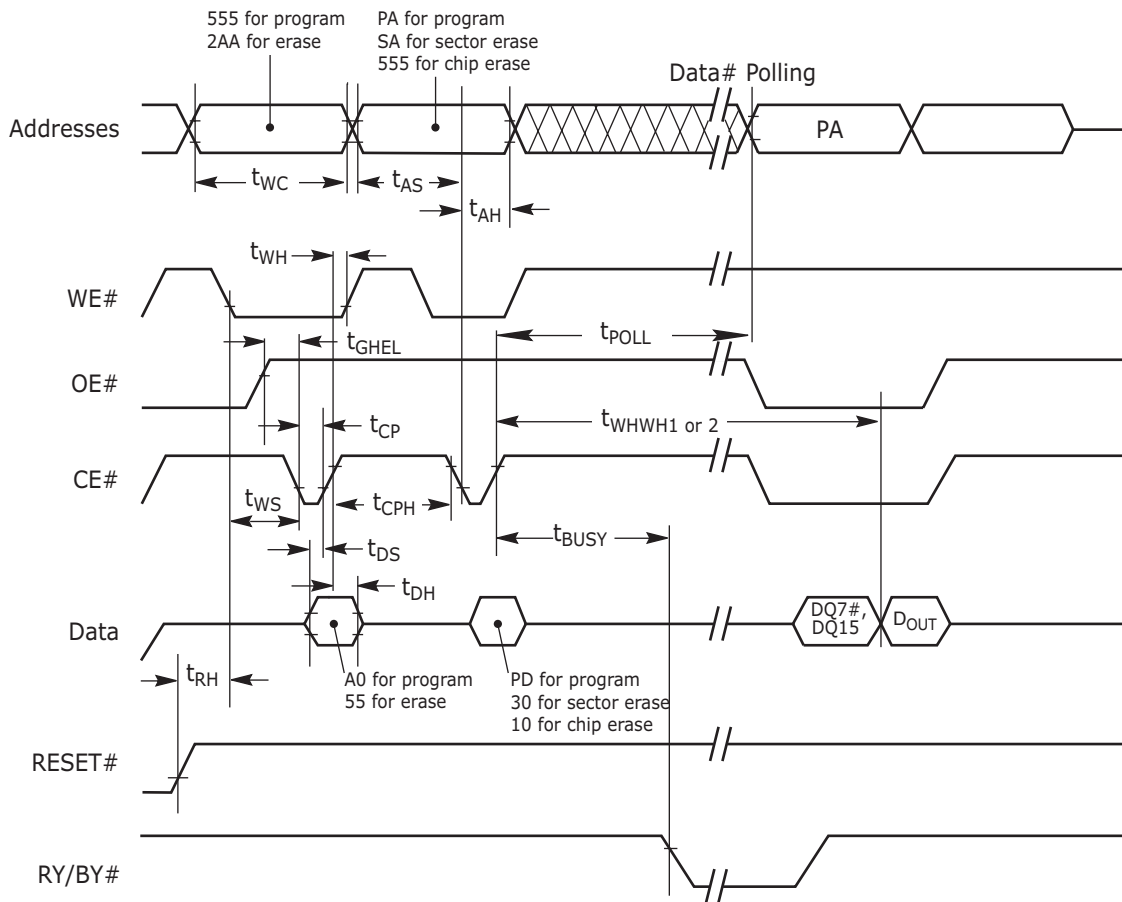 555 for program
2AA for erase
PA for program
SA for sector erase
555 for chip erase
Data# Polling
Addresses
PA
tWC
tAS
tAH
tWH
WE#
tPOLL
tGHEL
OE#
tWHWH1 or 2
tCP
CE#
tWS
tCPH
tBUSY
tDS
tDH
Data
DQ7#,
DQ15
DOUT
tRH
A0 for program
55 for erase
PD for program
30 for sector erase
10 for chip erase
RESET#
RY/BY#